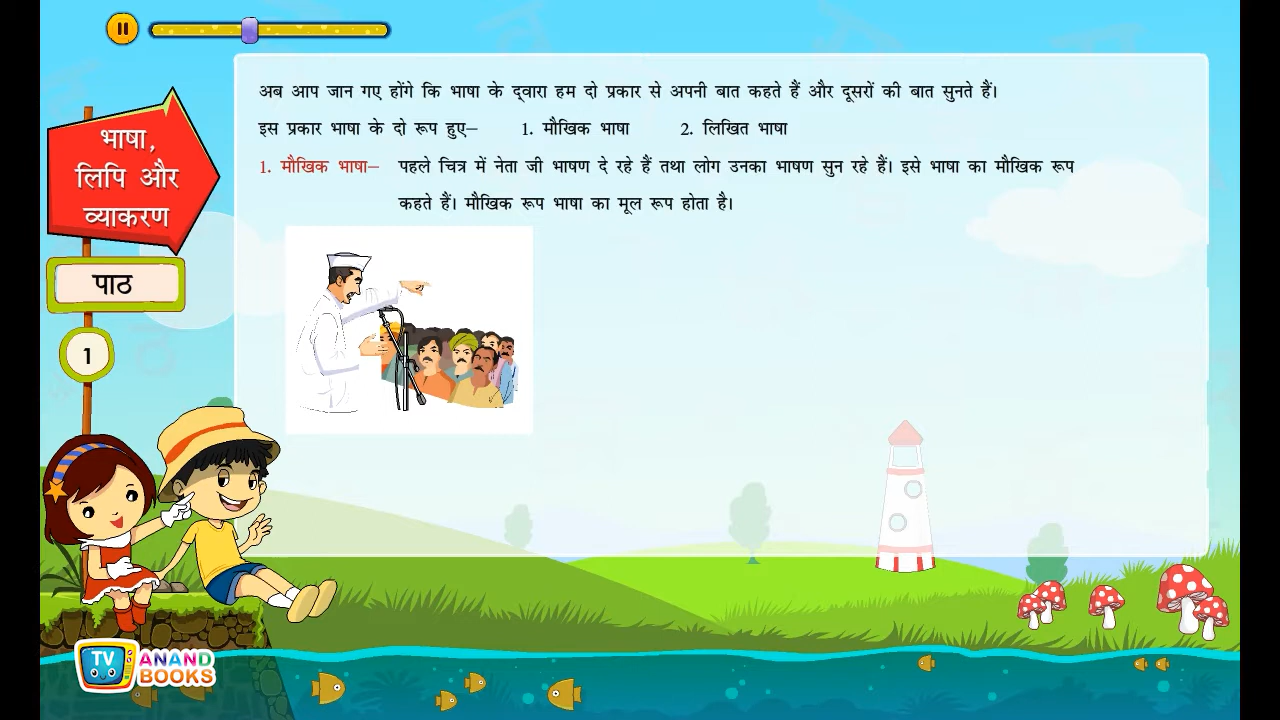 अब आप जान गए होंगे कि भाषा के द्वारा हम दो प्रकार से अपनी बात कहते हैं और दूसरों की बात सुनते हैं।
इस प्रकार भाषा के दो रूप हुए– 1. मौखिक भाषा 2. लिखित भाषा
1. मौखिक भाषा– पहले चित्र में नेता जी भाषण दे रहे हैं तथा लोग उनका भाषण सुन रहे हैं। इसे भाषा का मौखिक रूप
कहते हैं। मौखिक रूप भाषा का मूल रूप होता है।
भाषा,
लिपि और
व्याकरण
पाठ
1
TV ANAND
BOOKS